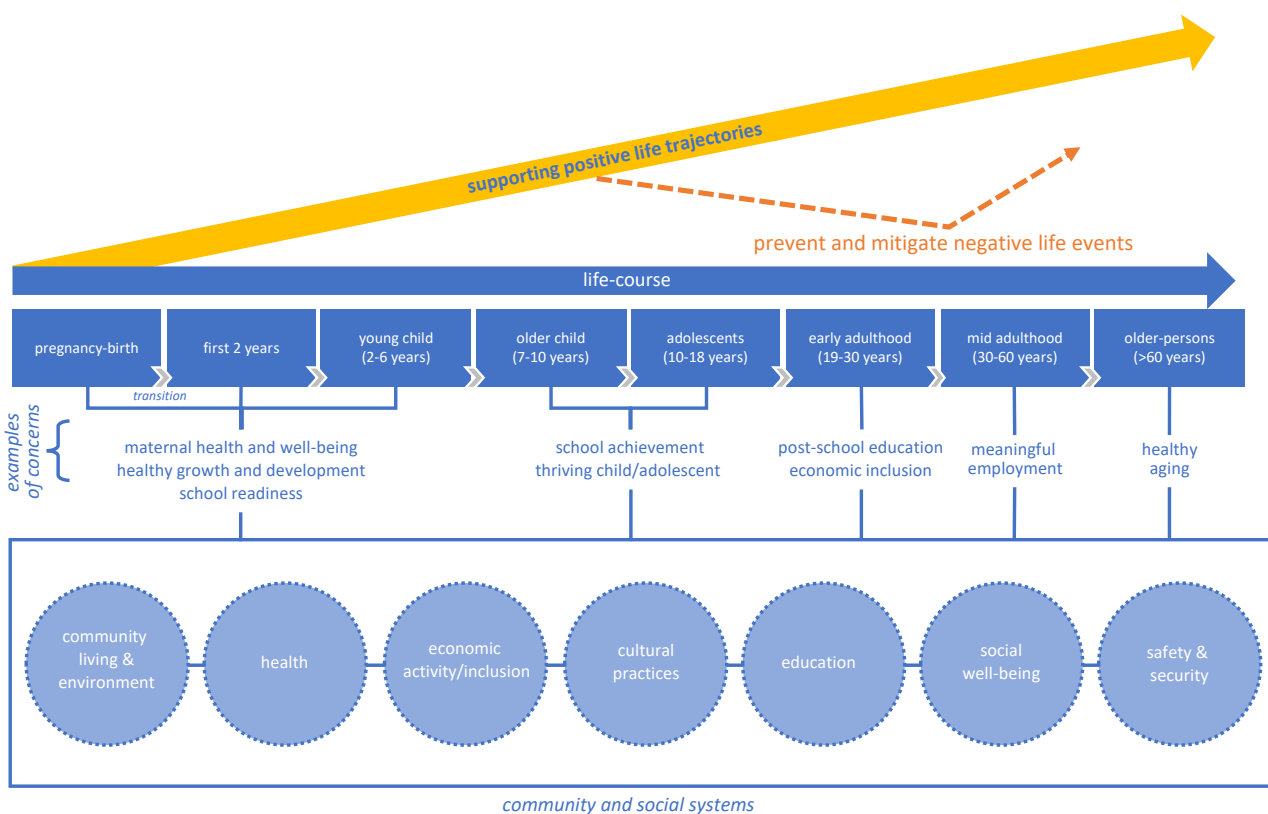 supporting positive life trajectories
prevent and mitigate negative life events
life-course
pregnancy-birth
first 2 years
young child
(2-6 years)
older child
(7-10 years)
adolescents
(10-18 years)
early adulthood
(19-30 years)
mid adulthood
(30-60 years)
older-persons
(>60 years)
transition
examples
of concerns
maternal health and well-being
healthy growth and development
school readiness
school achievement
thriving child/adolescent
post-school education
economic inclusion
meaningful
employment
healthy
aging
community
living &
environment
health
economic
activity/inclusion
cultural
practices
education
social
well-being
safety &
security
community and social systems